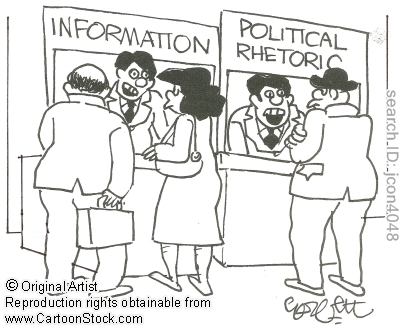 INFORMATION
POLITICAL
RHETORIC
search ID: jcon4048
© Original Artist
Reproduction rights obtainable from
www.CartoonStock.com